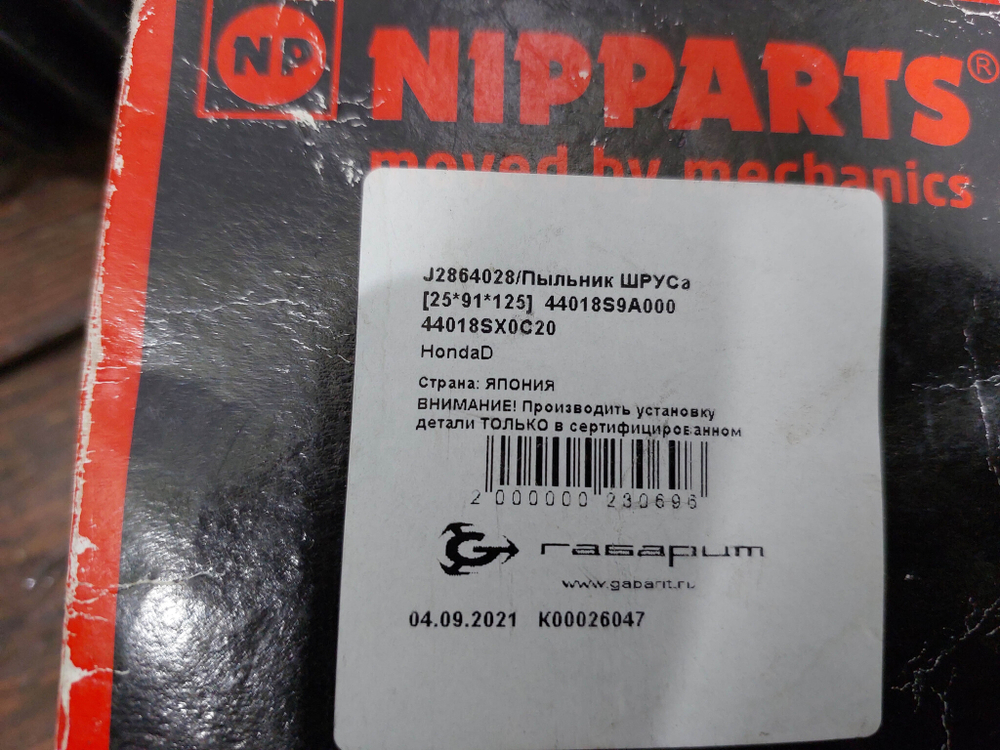 NP NIPPARTS®
moved by mechanics
J2864028/Пыльник ШРУСа
[25*91*125] 44018S9A000
44018SX0C20
HondaD
Страна: ЯПОНИЯ
ВНИМАНИЕ! Производить установку
детали ТОЛЬКО в сертифицированном
2 000000 230696
G габарит
www.gabarit.ru
04.09.2021 K00026047